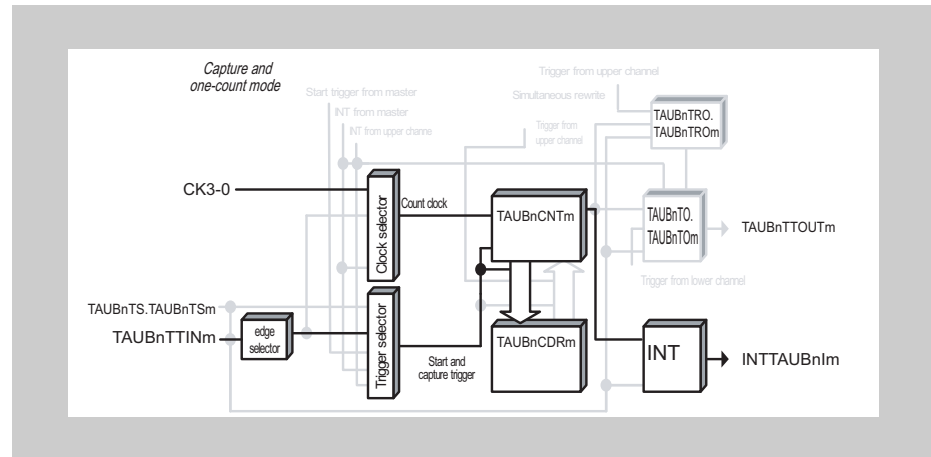 Capture and
one-count mode
Trigger from upper channel
Start trigger from master
Simultaneous rewrite
INT from master
INT from upper channe
Trigger from
upper channel
TAUBnTRO.
TAUBnTROm
CK3-0
Clock selector
Count dock
TAUBnCNTm
TAUBnTO.
TAUBnTOm
TAUBnTTOUTm
Trigger from lower channel
TAUBnTS.TAUBnTSm
TAUBnTTINm
edge
selector
Trigger selector
Start and
capture trigger
TAUBnCDRm
INT
INTTAUBnIm